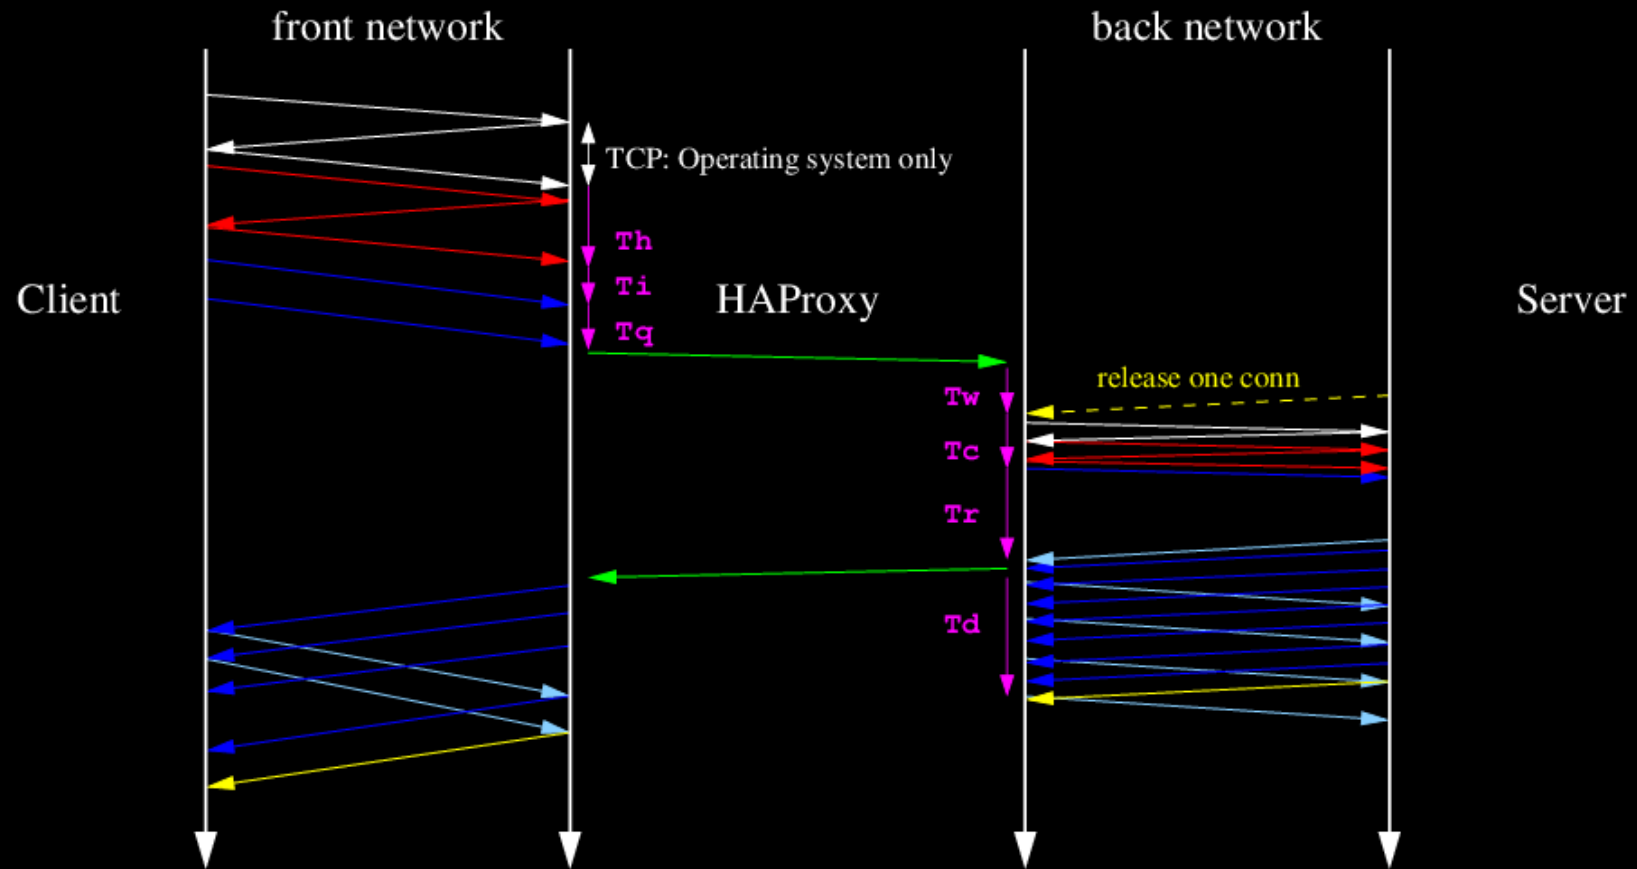 front network
back network
TCP: Operating system only
Th
Ti
Client
HAProxy
Server
Tq
release one conn
Tw
Tc
Tr
Td